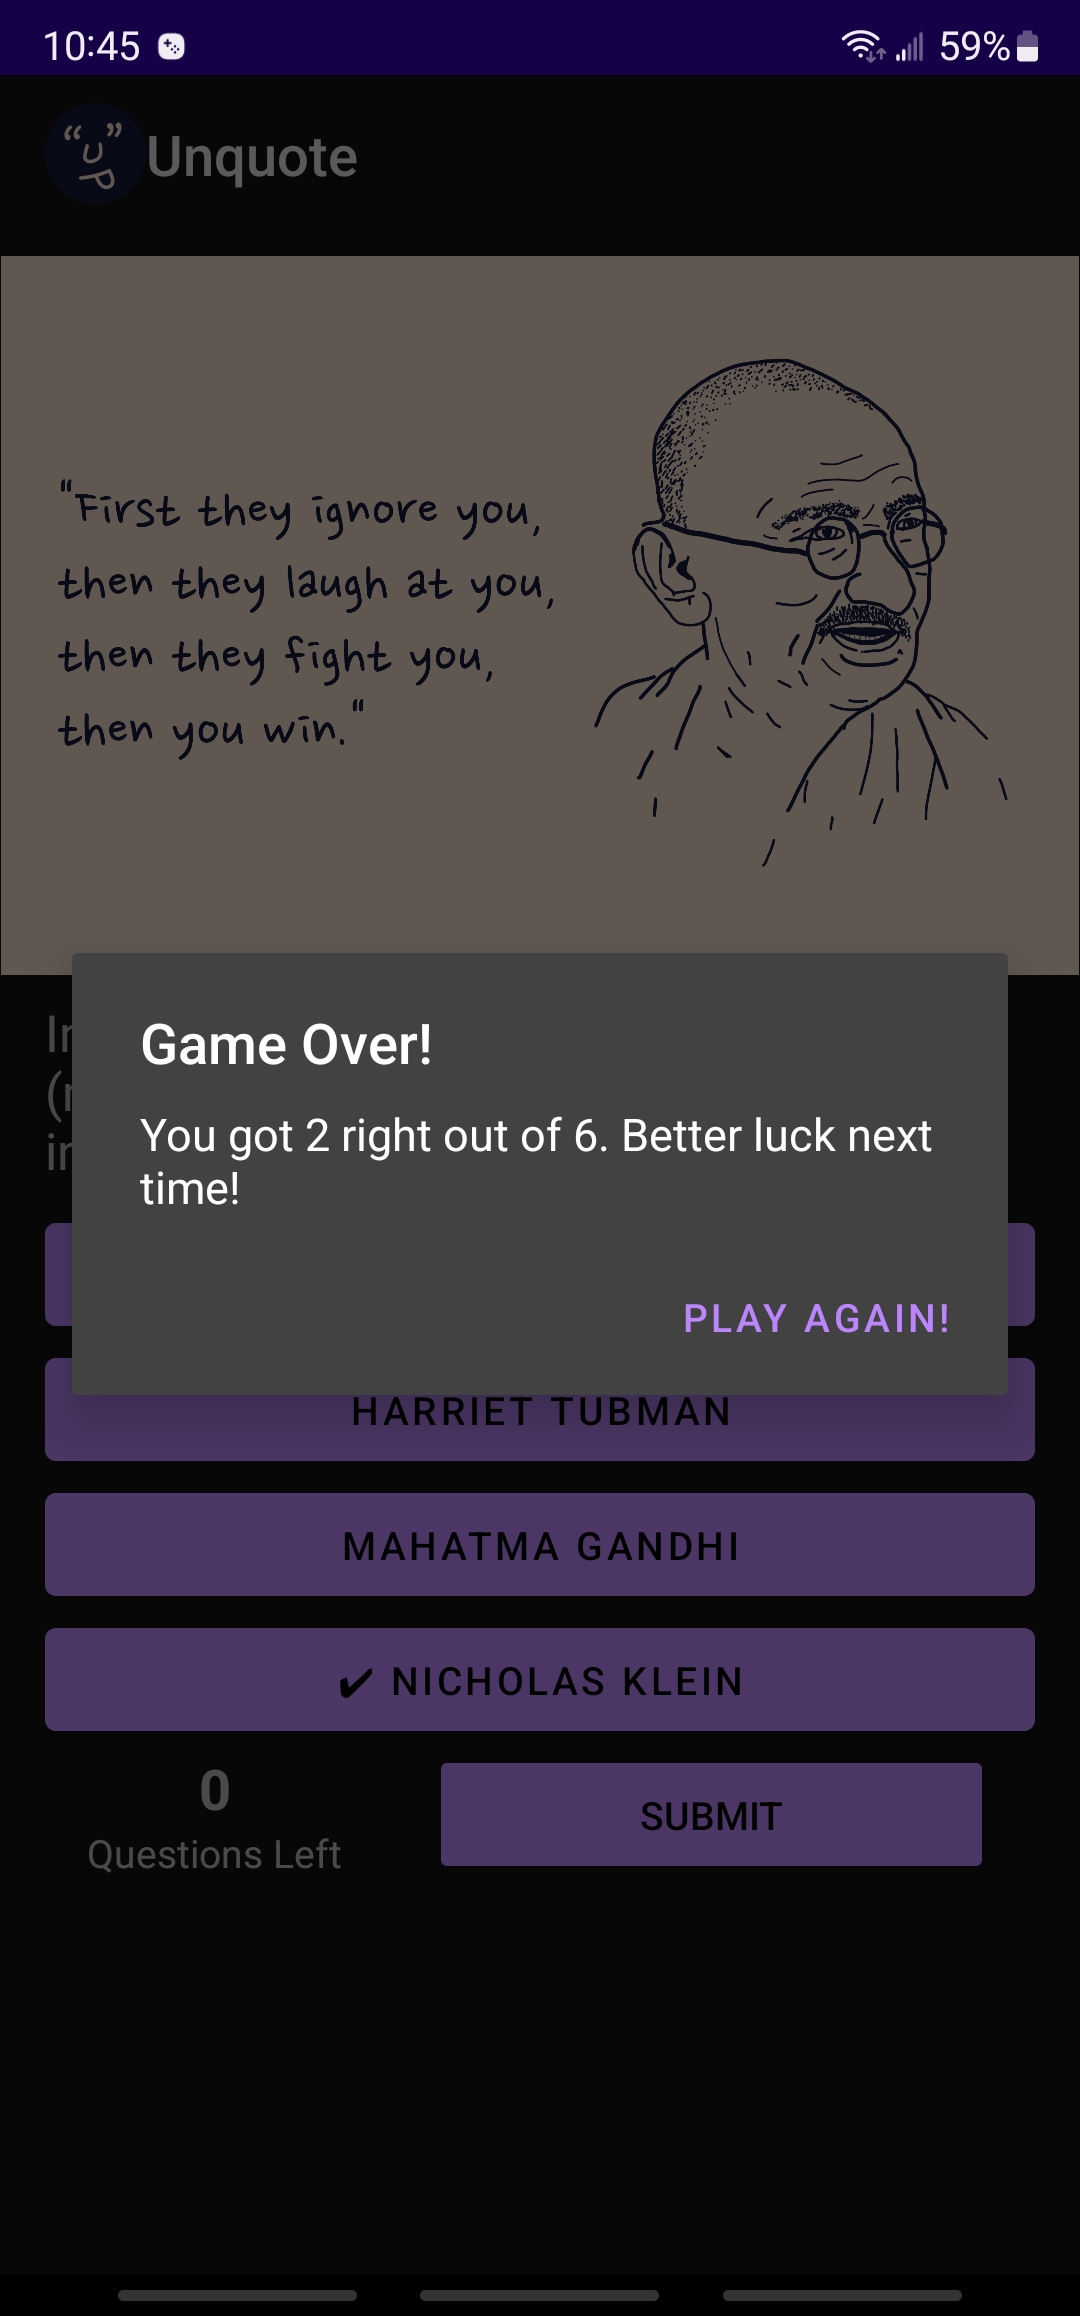 10:45
59%
Unquote
"First they ignore you,
then they laugh at you,
then they fight you,
then you win."
Game Over!
You got 2 right out of 6. Better luck next
time!
PLAY AGAIN!
HARRIET TUBMAN
MAHATMA GANDHI
✔ NICHOLAS KLEIN
0
Questions Left
SUBMIT